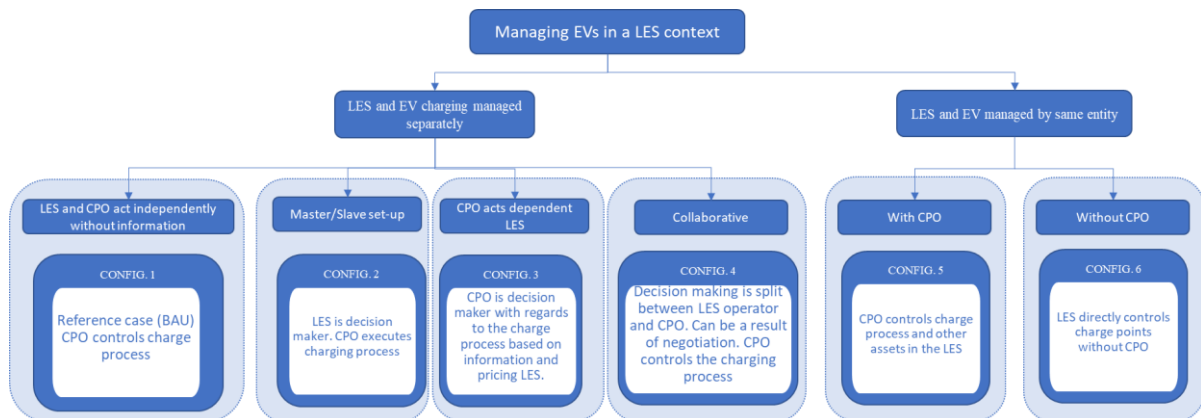 Managing EVs in a LES context
LES and EV charging managed
separately
LES and EV managed by same entity
LES and CPO act independently
without information
CONFIG. 1
Reference case (BAU)
CPO controls charge
process
Master/Slave set-up
CONFIG. 2
LES is decision
maker. CPO executes
charging process
CPO acts dependent
LES
CONFIG. 3
CPO is decision
maker with regards to
the charge
process based on
information and
pricing LES.
Collaborative
CONFIG. 4
Decision making is split
between LES operator
and CPO. Can be a result
of negotiation. CPO
controls the charging
process
With CPO
CONFIG. 5
CPO controls charge
process and other
assets in the LES
Without CPO
CONFIG. 6
LES directly controls
charge points
without CPO